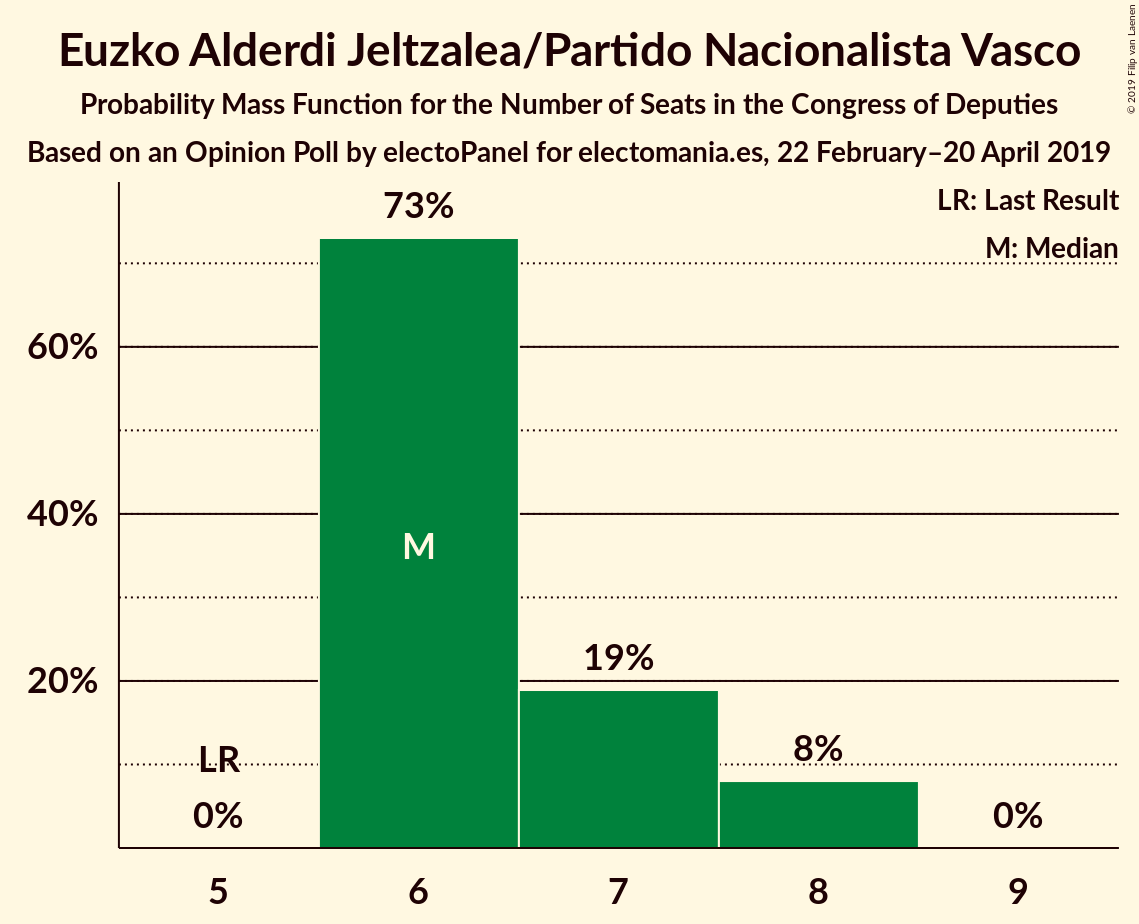 Euzko Alderdi Jeltzalea/Partido Nacionalista Vasco
Probability Mass Function for the Number of Seats in the Congress of Deputies
Based on an Opinion Poll by electoPanel for electomania.es, 22 February–20 April 2019
© 2019 Filip van Laenen
LR: Last Result
M: Median
73%
60%
40%
M
19%
20%
8%
LR
0%
0%
5
6
7
8
9